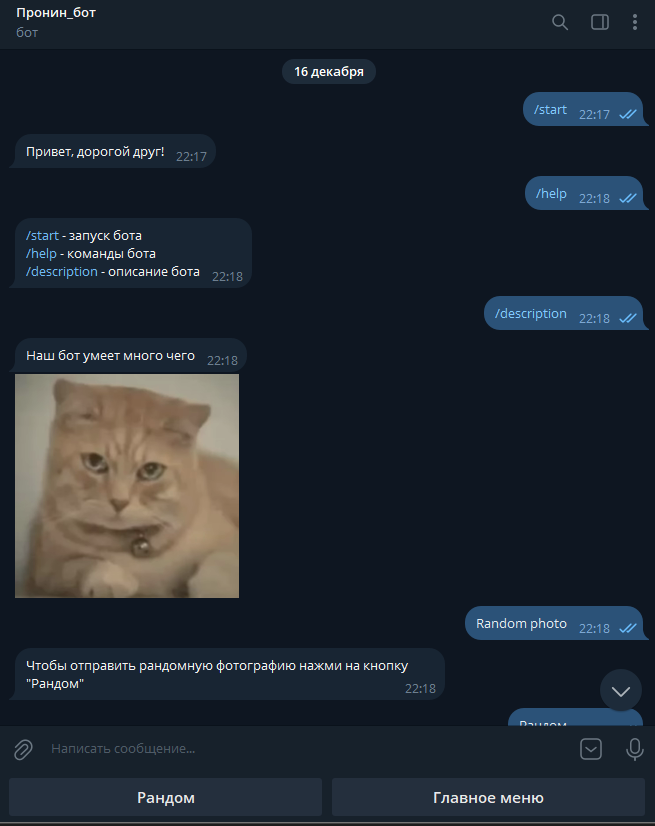 Пронин_бот
бот
16 декабря
/start 22:17
Привет, дорогой друг! 22:17
/help 22:18
/start - запуск бота
/help - команды бота
/description - описание бота 22:18
/description 22:18
Наш бот умеет много чего 22:18
Random photo 22:18
Чтобы отправить рандомную фотографию нажми на кнопку
"Рандом" 22:18
Рандом
Написать сообщение...
Рандом
Главное меню